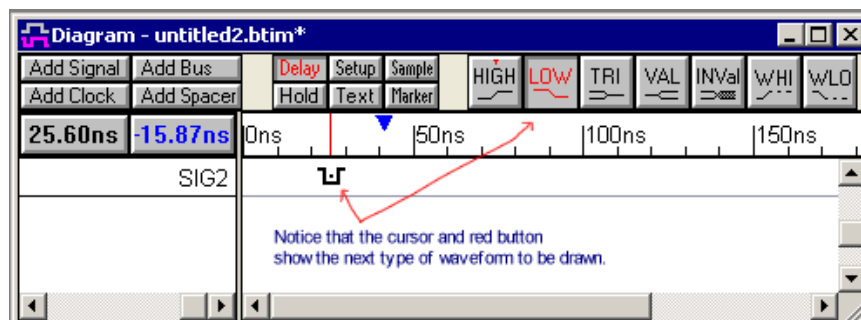 Diagram - untitled2.btim*
Add Signal Add Bus Delay Setup Sample HIGH LOW TRI VAL INVal WHI WLO
Add Clock Add Spacer Hold Text Marker
25.60ns -15.87ns 0ns 50ns 100ns 150ns
SIG2
Notice that the cursor and red button
show the next type of waveform to be drawn.